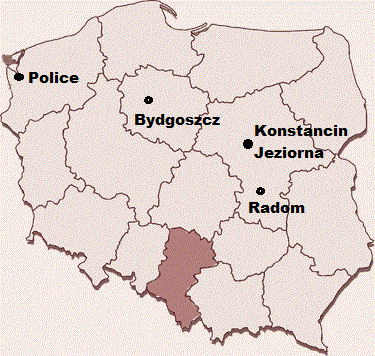 Police
Bydgoszcz
Konstancin
Jeziorna
Radom